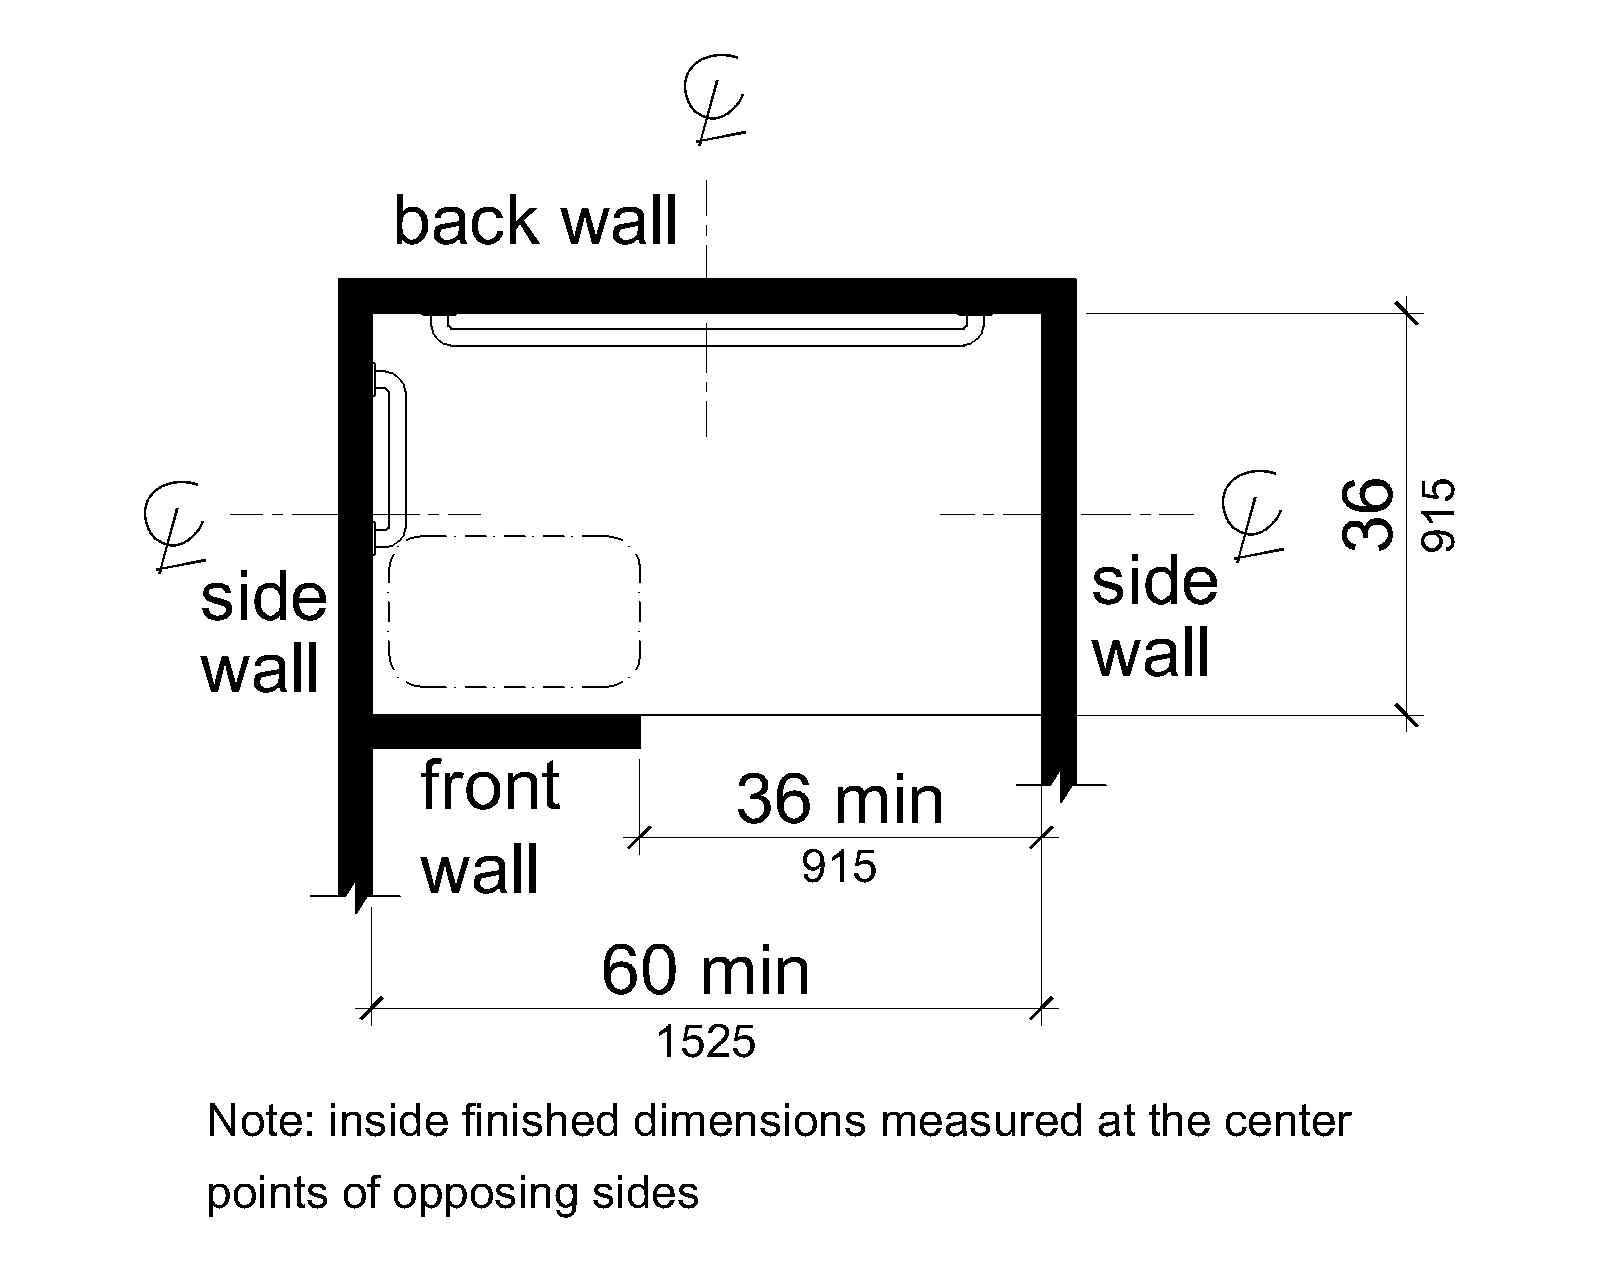 ℄
back wall
℄
side
wall
℄
side
wall
36
915
front
wall
36 min
915
60 min
1525
Note: inside finished dimensions measured at the center
points of opposing sides